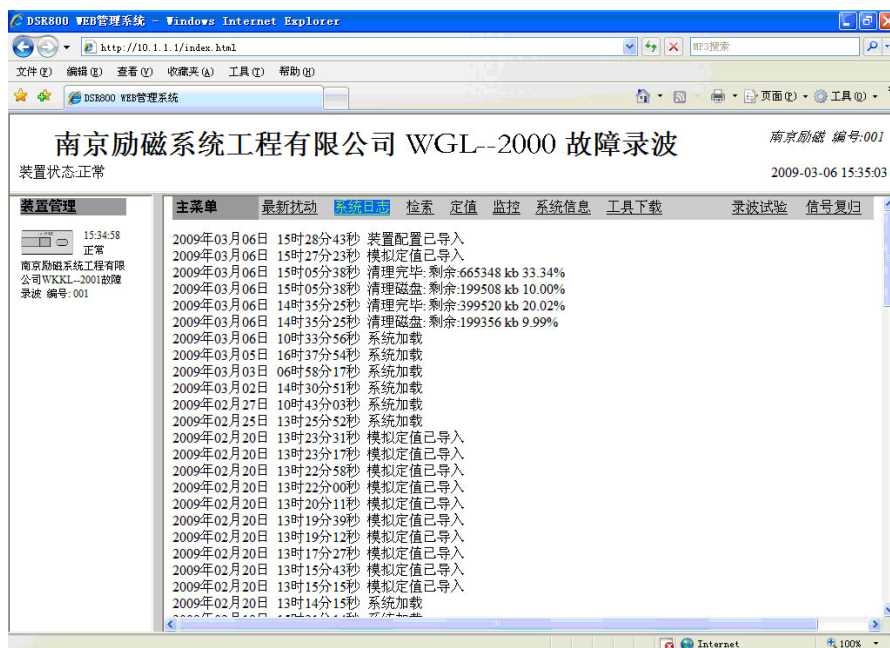 DSR800 WEB管理系统 - Windows Internet Explorer
http://10.1.1.1/index.html
MP3搜索
文件(F) 编辑(E) 查看(V) 收藏夹(A) 工具(T) 帮助(H)
DSR800 WEB管理系统
页面(P) 工具(O)
南京励磁系统工程有限公司 WGL--2000 故障录波
南京励磁 编号:001
装置状态:正常
2009-03-06 15:35:03
装置管理
15:34:58
正常
南京励磁系统工程有限
公司WKKL--2001故障
录波 编号: 001
主菜单 最新扰动 系统日志 检索 定值 监控 系统信息 工具下载 录波试验 信号复归
2009年03月06日 15时28分43秒 装置配置已导入
2009年03月06日 15时27分23秒 模拟定值已导入
2009年03月06日 15时05分38秒 清理完毕: 剩余:665348 kb 33.34%
2009年03月06日 15时05分38秒 清理磁盘: 剩余:199508 kb 10.00%
2009年03月06日 14时35分25秒 清理完毕: 剩余:399520 kb 20.02%
2009年03月06日 14时35分25秒 清理磁盘: 剩余:199356 kb 9.99%
2009年03月06日 10时33分56秒 系统加载
2009年03月05日 16时37分54秒 系统加载
2009年03月03日 06时58分17秒 系统加载
2009年03月02日 14时30分51秒 系统加载
2009年02月27日 10时43分03秒 系统加载
2009年02月25日 13时25分52秒 系统加载
2009年02月20日 13时23分31秒 模拟定值已导入
2009年02月20日 13时23分17秒 模拟定值已导入
2009年02月20日 13时22分58秒 模拟定值已导入
2009年02月20日 13时22分00秒 模拟定值已导入
2009年02月20日 13时20分11秒 模拟定值已导入
2009年02月20日 13时19分39秒 模拟定值已导入
2009年02月20日 13时19分12秒 模拟定值已导入
2009年02月20日 13时17分27秒 模拟定值已导入
2009年02月20日 13时15分43秒 模拟定值已导入
2009年02月20日 13时15分15秒 模拟定值已导入
2009年02月20日 13时14分15秒 系统加载
Internet 100%